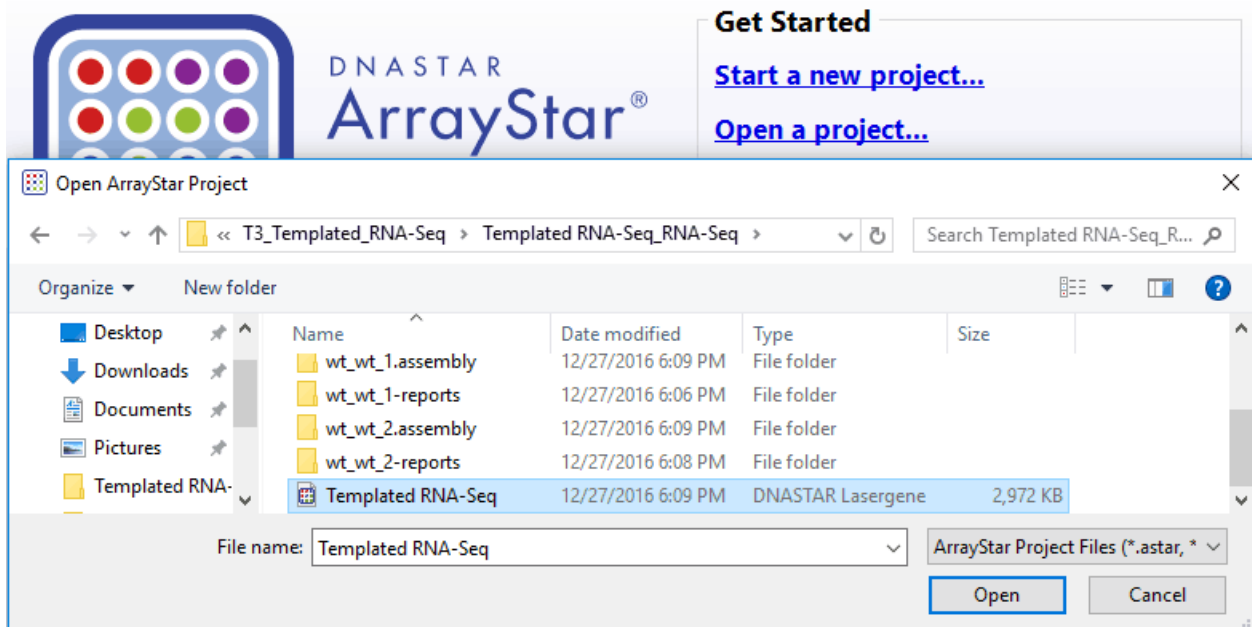 Get Started
DNASTAR
ArrayStar®
Start a new project...
Open a project...
Open ArrayStar Project
« T3_Templated_RNA-Seq > Templated RNA-Seq_RNA-Seq >
Search Templated RNA-Seq_R...
Organize
New folder
?
Name Date modified Type Size
Desktop
Downloads
Documents
Pictures
Templated RNA-
wt_wt_1.assembly 12/27/2016 6:09 PM File folder
wt_wt_1-reports 12/27/2016 6:06 PM File folder
wt_wt_2.assembly 12/27/2016 6:09 PM File folder
wt_wt_2-reports 12/27/2016 6:08 PM File folder
Templated RNA-Seq 12/27/2016 6:09 PM DNASTAR Lasergene 2,972 KB
File name: Templated RNA-Seq
ArrayStar Project Files (*.astar, *
Open
Cancel